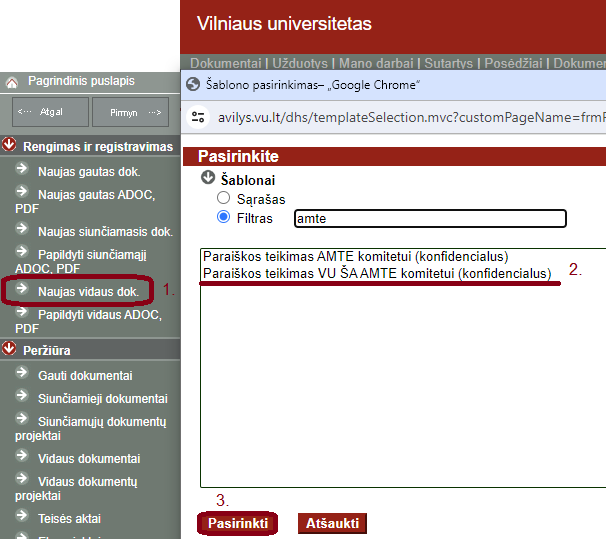 Vilniaus universitetas
Dokumentai | Užduotys | Mano darbai | Sutartys | Posėdžiai |
Šablono pasirinkimas– „Google Chrome“
avilys.vu.lt/dhs/templateSelection.mvc?customPageName=frmP
Pagrindinis puslapis
<--- Atgal
Pirmyn --->
Rengimas ir registravimas
Naujas gautas dok.
Naujas gautas ADOC,
PDF
Naujas siunčiamasis dok.
Papildyti siunčiamąjį
ADOC, PDF
Naujas vidaus dok.
1.
Papildyti vidaus ADOC,
PDF
Peržiūra
Gauti dokumentai
Siunčiamieji dokumentai
Siunčiamųjų dokumentų
projektai
Vidaus dokumentai
Vidaus dokumentų
projektai
Teisės aktai
Pasirinkite
Šablonai
Sąrašas
Filtras
amte
Paraiškos teikimas AMTE komitetui (konfidencialus)
Paraiškos teikimas VU ŠA AMTE komitetui (konfidencialus)
2.
3.
Pasirinkti
Atšaukti